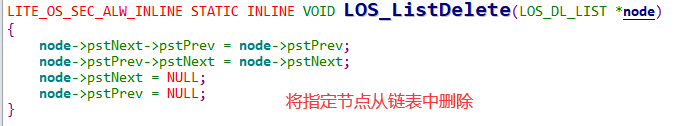 LITE_OS_SEC_ALW_INLINE STATIC INLINE VOID LOS_ListDelete(LOS_DL_LIST *node)
{
    node->pstNext->pstPrev = node->pstPrev;
    node->pstPrev->pstNext = node->pstNext;
    node->pstNext = NULL;
    node->pstPrev = NULL;
将指定节点从链表中删除
}